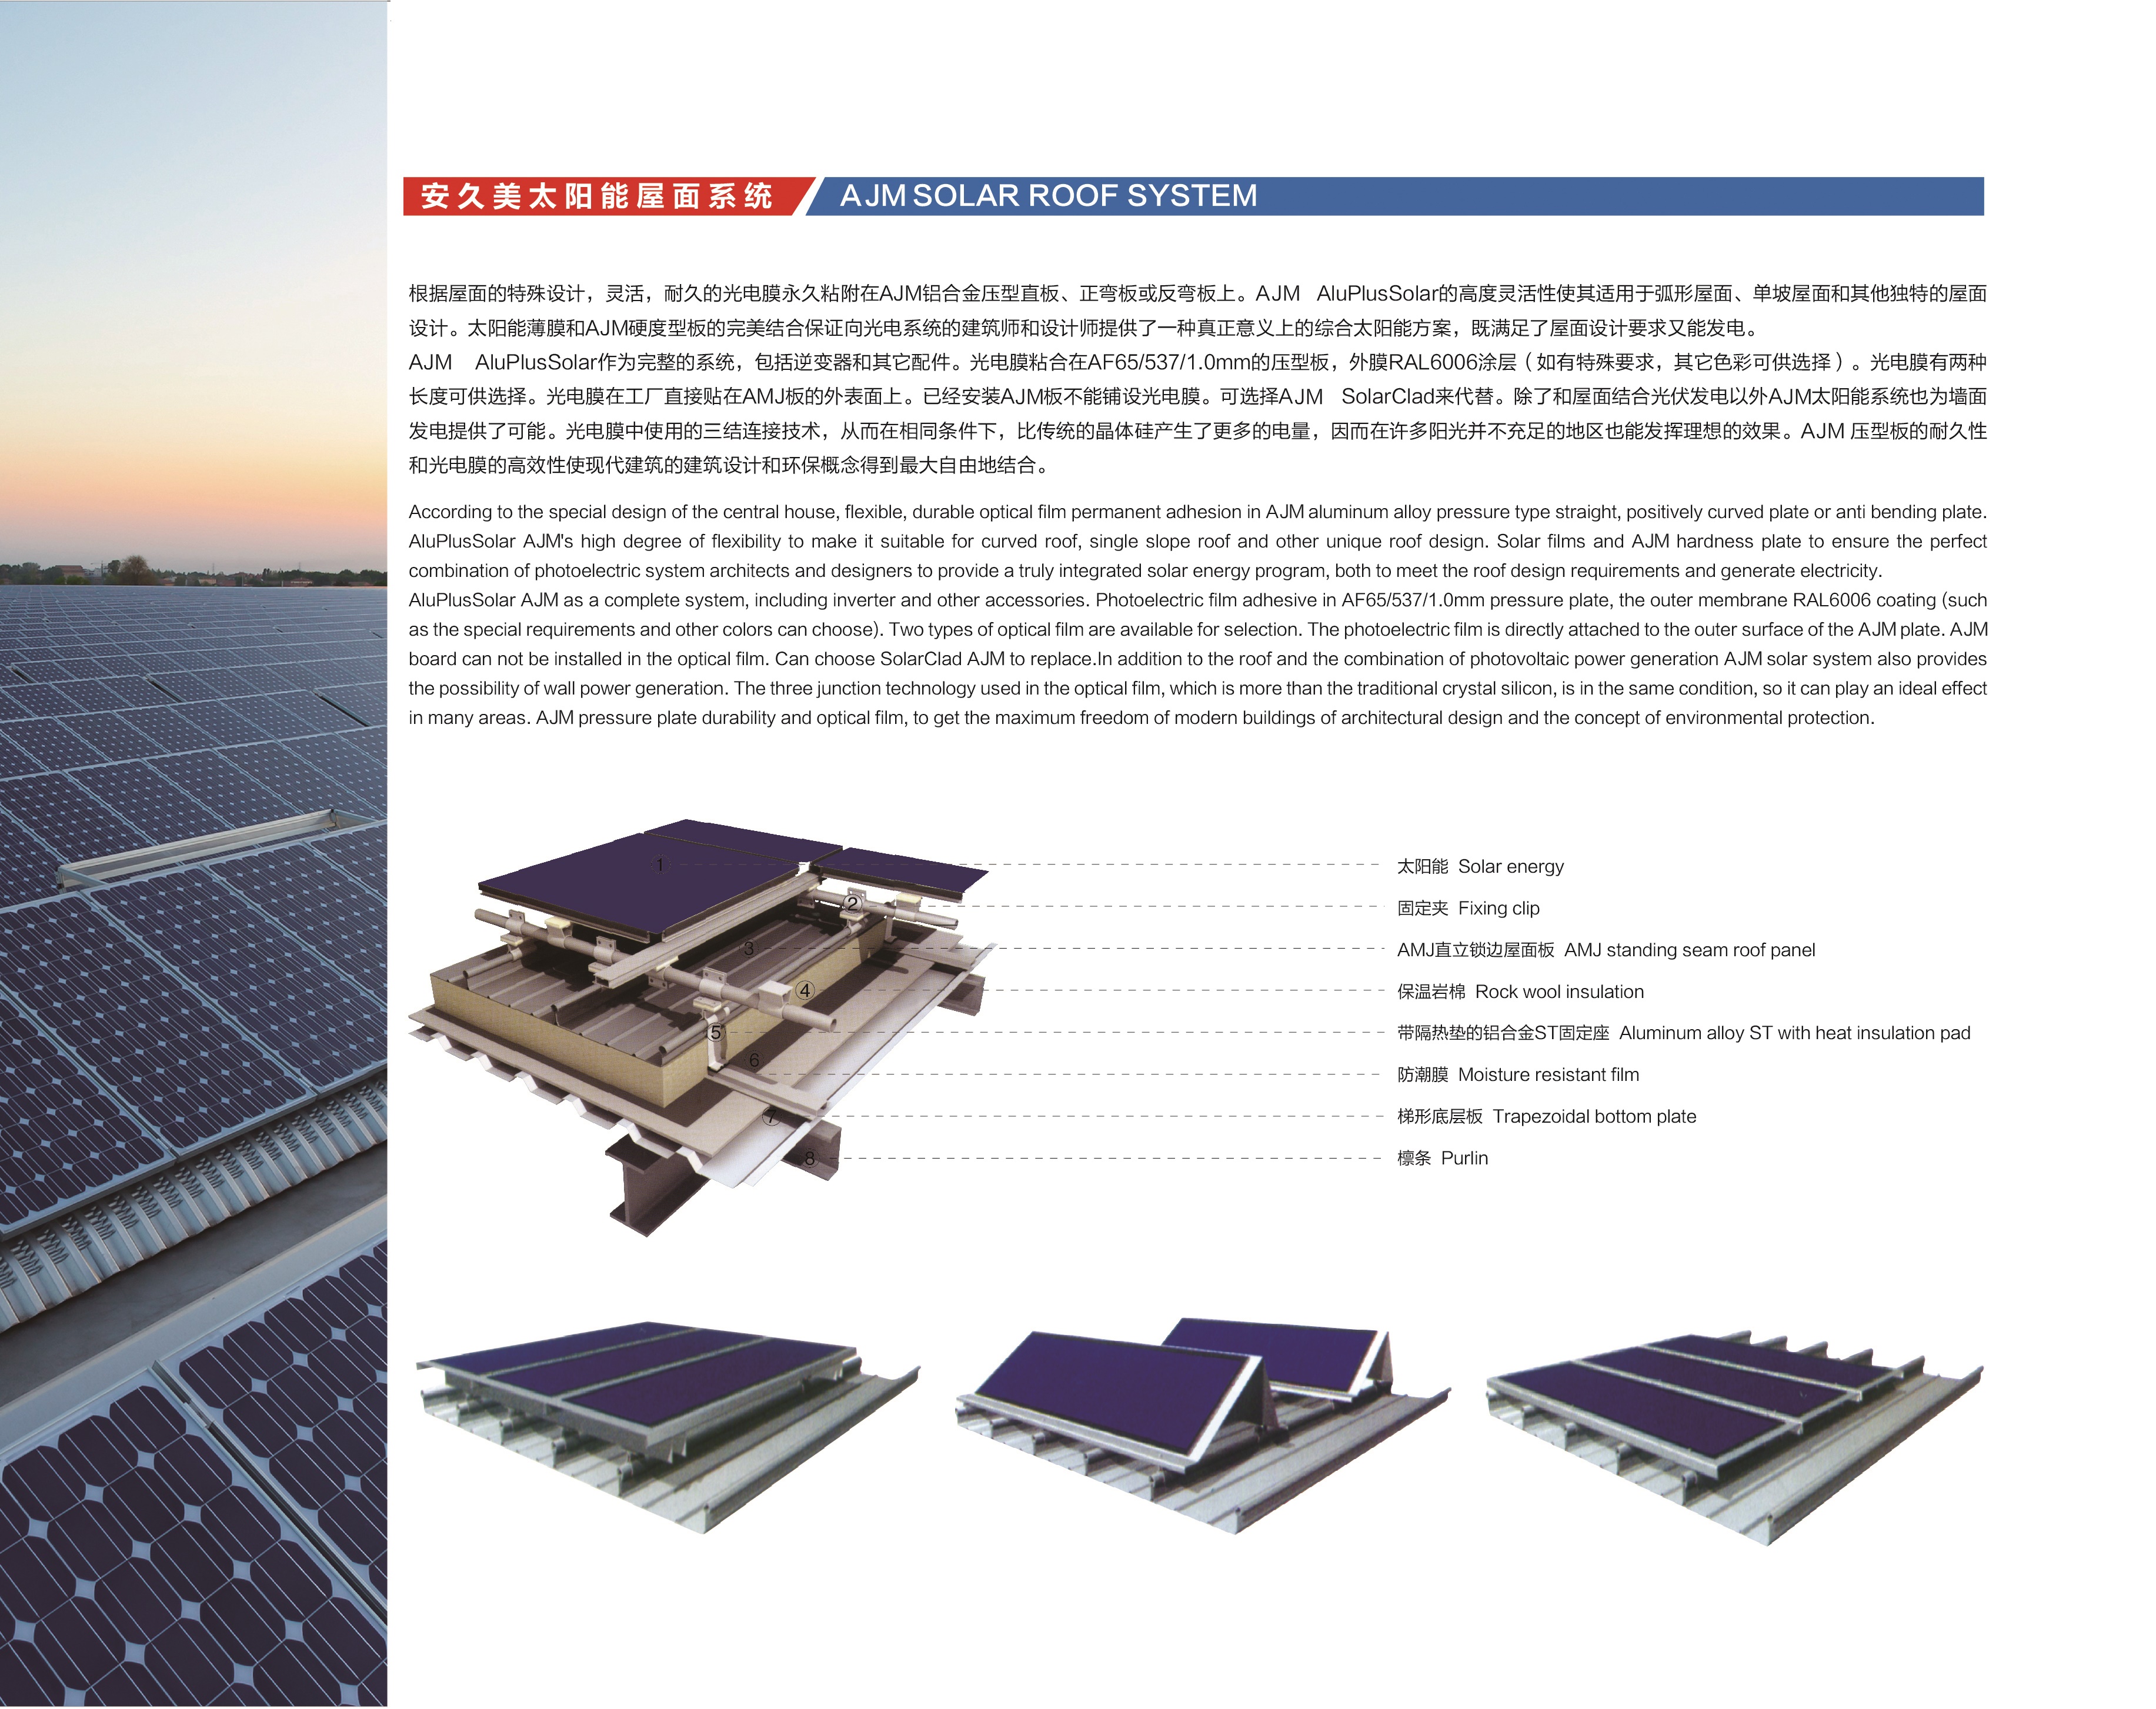 安久美太阳能屋面系统 AJM SOLAR ROOF SYSTEM
根据屋面的特殊设计，灵活，耐久的光电膜永久粘附在AJM铝合金压型直板、正弯板或反弯板上。AJM AluPlusSolar的高度灵活性使其适用于弧形屋面、单坡屋面和其他独特的屋面
设计。太阳能薄膜和AJM硬度型板的完美结合保证向光电系统的建筑师和设计师提供了一种真正意义上的综合太阳能方案，既满足了屋面设计要求又能发电。
AJM AluPlusSolar作为完整的系统，包括逆变器和其它配件。光电膜粘合在AF65/537/1.0mm的压型板，外膜RAL6006涂层（如有特殊要求，其它色彩可供选择）。光电膜有两种
长度可供选择。光电膜在工厂直接贴在AMJ板的外表面上。已经安装AJM板不能铺设光电膜。可选择AJM SolarClad来代替。除了和屋面结合光伏发电以外AJM太阳能系统也为墙面
发电提供了可能。光电膜中使用的三结连接技术，从而在相同条件下，比传统的晶体硅产生了更多的电量，因而在许多阳光并不充足的地区也能发挥理想的效果。AJM 压型板的耐久性
和光电膜的高效性使现代建筑的建筑设计和环保概念得到最大自由地结合。
According to the special design of the central house, flexible, durable optical film permanent adhesion in AJM aluminum alloy pressure type straight, positively curved plate or anti bending plate.
AluPlusSolar AJM's high degree of flexibility to make it suitable for curved roof, single slope roof and other unique roof design. Solar films and AJM hardness plate to ensure the perfect
combination of photoelectric system architects and designers to provide a truly integrated solar energy program, both to meet the roof design requirements and generate electricity.
AluPlusSolar AJM as a complete system, including inverter and other accessories. Photoelectric film adhesive in AF65/537/1.0mm pressure plate, the outer membrane RAL6006 coating (such
as the special requirements and other colors can choose). Two types of optical film are available for selection. The photoelectric film is directly attached to the outer surface of the AJM plate. AJM
board can not be installed in the optical film. Can choose SolarClad AJM to replace.In addition to the roof and the combination of photovoltaic power generation AJM solar system also provides
the possibility of wall power generation. The three junction technology used in the optical film, which is more than the traditional crystal silicon, is in the same condition, so it can play an ideal effect
in many areas. AJM pressure plate durability and optical film, to get the maximum freedom of modern buildings of architectural design and the concept of environmental protection.
1 太阳能 Solar energy
② 固定夹 Fixing clip
3 AMJ直立锁边屋面板 AMJ standing seam roof panel
④ 保温岩棉 Rock wool insulation
⑤ 带隔热垫的铝合金ST固定座 Aluminum alloy ST with heat insulation pad
6 防潮膜 Moisture resistant film
⑦ 梯形底层板 Trapezoidal bottom plate
8 檩条 Purlin